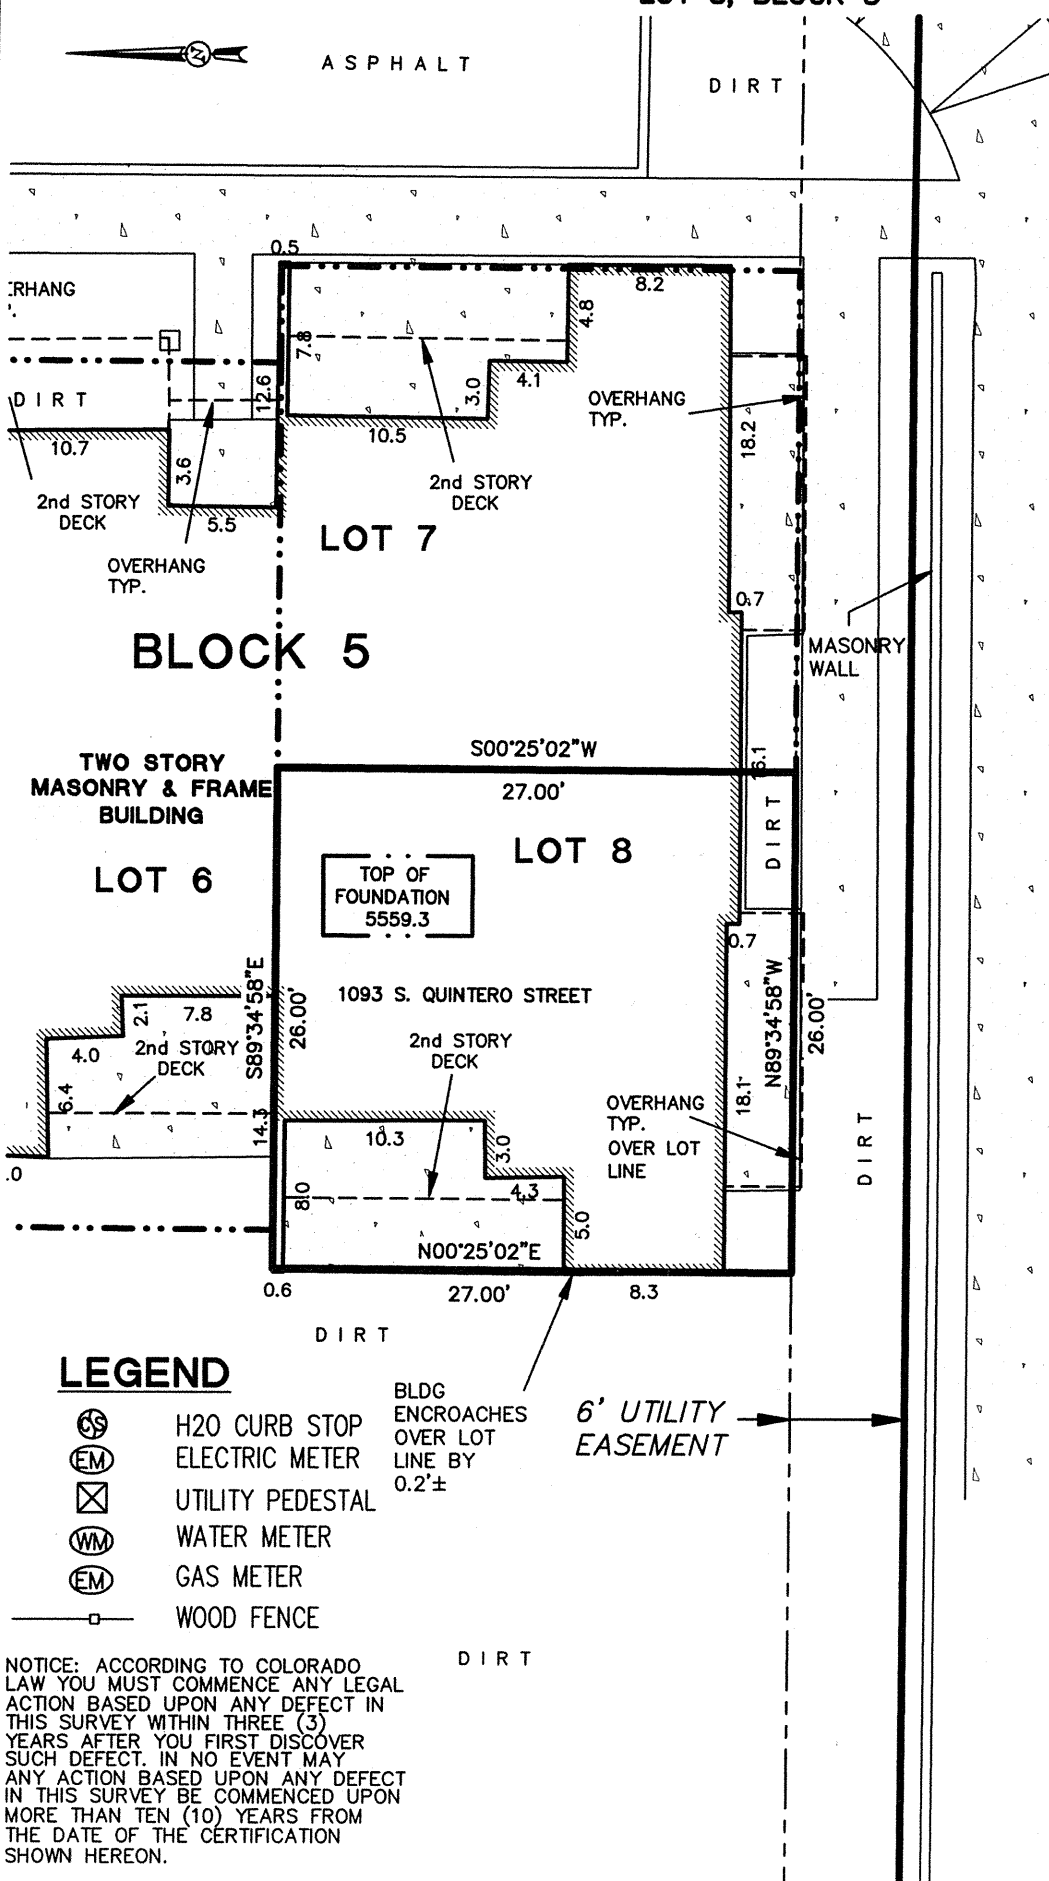 N
ASPHALT
DIRT
0.5
8.2
4.8
7.8
4.1
3.0
12.6
10.5
OVERHANG
TYP.
18.2
DIRT
10.7
3.6
5.5
2nd STORY
DECK
2nd STORY
DECK
OVERHANG
TYP.
LOT 7
0.7
BLOCK 5
MASONRY
WALL
S00°25'02"W
27.00'
TWO STORY
MASONRY & FRAME
BUILDING
LOT 8
DIRT
LOT 6
TOP OF
FOUNDATION
5559.3
0.7
S89°34'58"E
26.00'
1093 S. QUINTERO STREET
N89°34'58"W
26.00'
2.1
7.8
4.0
2nd STORY
DECK
6.4
14.3
2nd STORY
DECK
18.1
OVERHANG
TYP.
OVER LOT
LINE
DIRT
10.3
3.0
4.3
8.0
5.0
N00°25'02"E
0.6
27.00'
8.3
DIRT
LEGEND
CS H2O CURB STOP
EM ELECTRIC METER
UTILITY PEDESTAL
WM WATER METER
EM GAS METER
WOOD FENCE
BLDG
ENCROACHES
OVER LOT
LINE BY
0.2'±
6' UTILITY
EASEMENT
DIRT
NOTICE: ACCORDING TO COLORADO
LAW YOU MUST COMMENCE ANY LEGAL
ACTION BASED UPON ANY DEFECT IN
THIS SURVEY WITHIN THREE (3)
YEARS AFTER YOU FIRST DISCOVER
SUCH DEFECT. IN NO EVENT MAY
ANY ACTION BASED UPON ANY DEFECT
IN THIS SURVEY BE COMMENCED UPON
MORE THAN TEN (10) YEARS FROM
THE DATE OF THE CERTIFICATION
SHOWN HEREON.